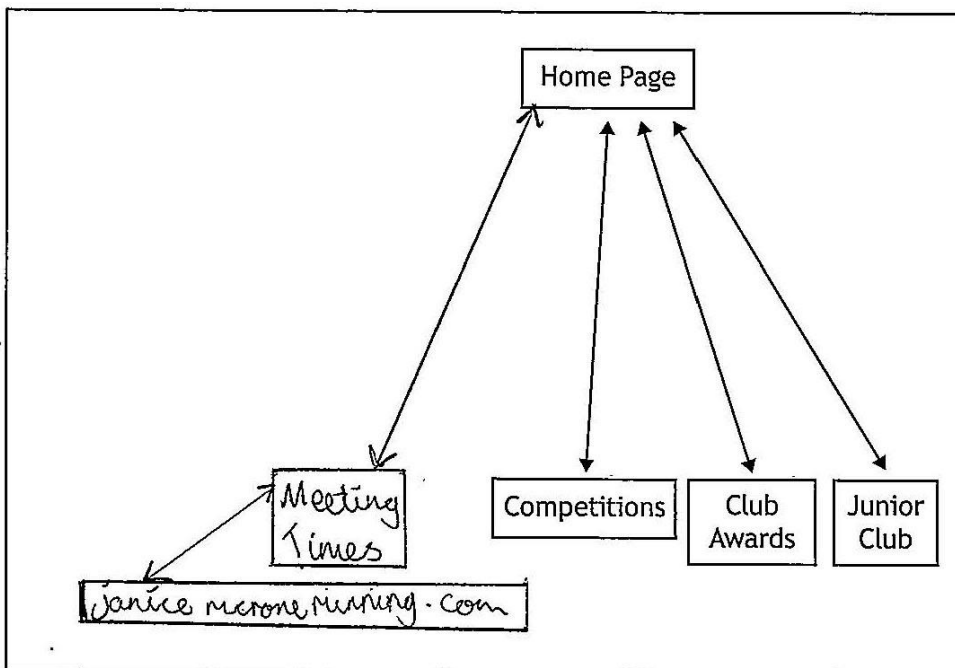 Home Page
Meeting
Times
Competitions
Club
Awards
Junior
Club
janice mcrone running.com